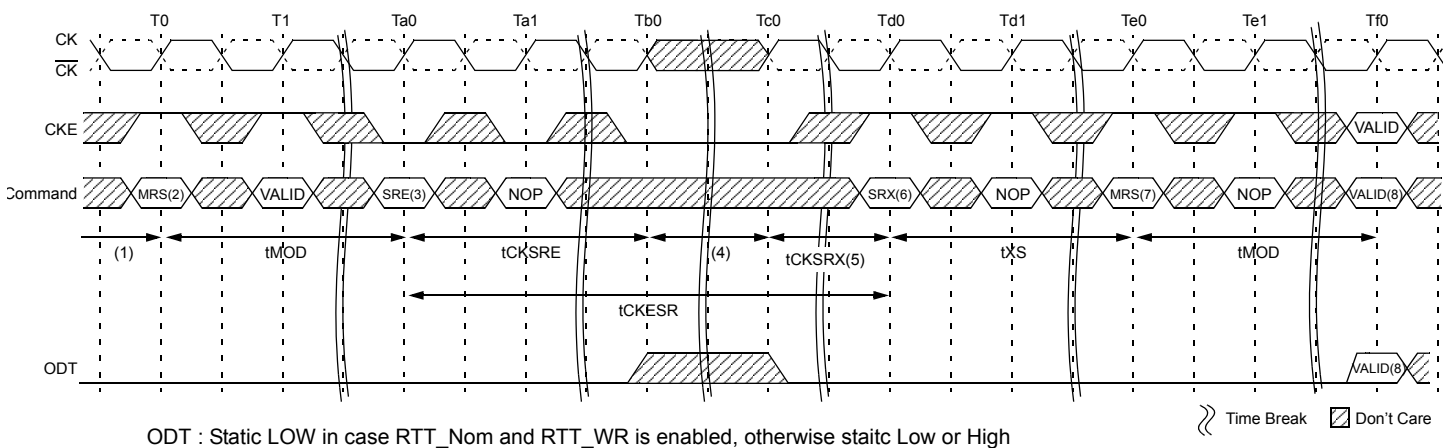 T0 T1 Ta0 Ta1 Tb0 Tc0 Td0 Td1 Te0 Te1 Tf0
CK
CK
CKE VALID
Command MRS(2) VALID SRE(3) NOP SRX(6) NOP MRS(7) NOP VALID(8)
(1) tMOD tCKSRE (4) tCKSRX(5) tXS tMOD
tCKESR
ODT VALID(8)
Time Break Don't Care
ODT : Static LOW in case RTT_Nom and RTT_WR is enabled, otherwise staitc Low or High